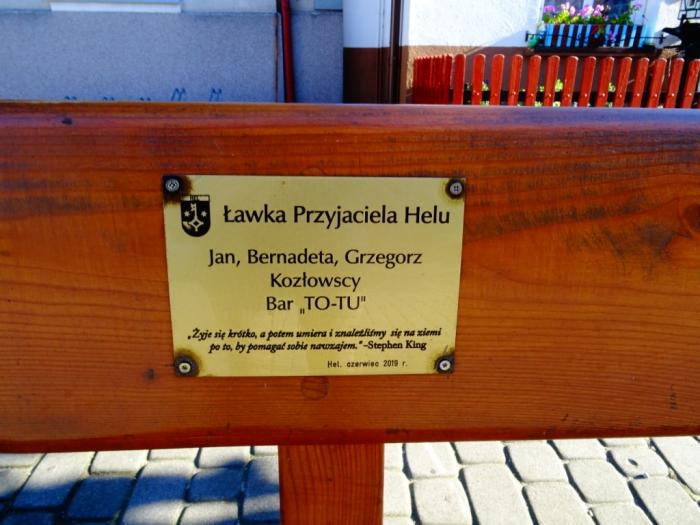 HEL
Ławka Przyjaciela Helu
Jan, Bernadeta, Grzegorz
Kozłowscy
Bar „TO-TU"
„Żyje się krótko, a potem umiera i znaleźliśmy się na ziemi
po to, by pomagać sobie nawzajem."-Stephen King
Hel, czerwiec 2019 r.